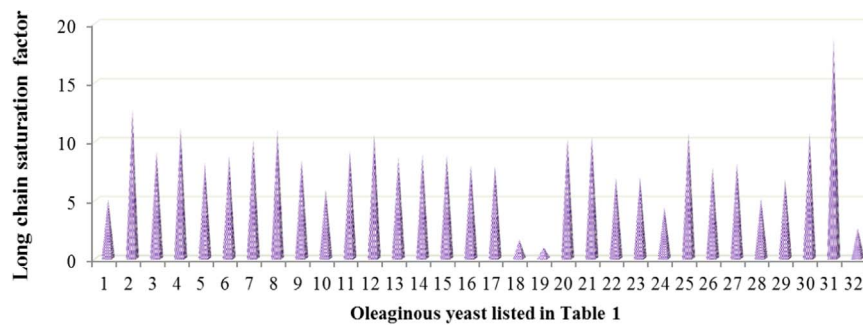 Long chain saturation factor
20
15
10
5
0
1 2 3 4 5 6 7 8 9 10 11 12 13 14 15 16 17 18 19 20 21 22 23 24 25 26 27 28 29 30 31 32
Oleaginous yeast listed in Table 1